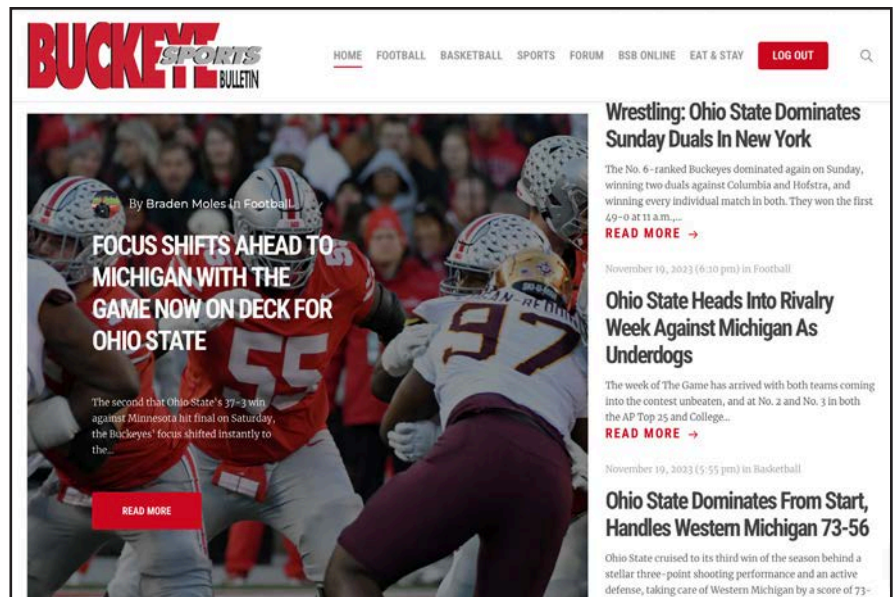 BUCKEYE
SPORTS
BULLETIN
HOME FOOTBALL BASKETBALL SPORTS FORUM BSB ONLINE EAT & STAY LOG OUT
By Braden Moles In Football
FOCUS SHIFTS AHEAD TO
MICHIGAN WITH THE
GAME NOW ON DECK FOR
OHIO STATE
The second that Ohio State's 37-3 win
against Minnesota hit final on Saturday,
the Buckeyes' focus shifted instantly to
the...
READ MORE
55
97
Wrestling: Ohio State Dominates
Sunday Duals In New York
The No. 6-ranked Buckeyes dominated again on Sunday,
winning two duals against Columbia and Hofstra, and
winning every individual match in both. They won the first
49-0 at 11 a.m.,...
READ MORE →
November 19, 2023 (6:10 pm) in Football
Ohio State Heads Into Rivalry
Week Against Michigan As
Underdogs
The week of The Game has arrived with both teams coming
into the contest unbeaten, and at No. 2 and No. 3 in both
the AP Top 25 and College...
READ MORE →
November 19, 2023 (5:55 pm) in Basketball
Ohio State Dominates From Start,
Handles Western Michigan 73-56
Ohio State cruised to its third win of the season behind a
stellar three-point shooting performance and an active
defense, taking care of Western Michigan by a score of 73-